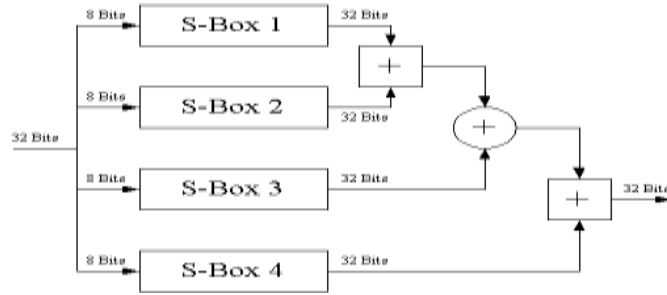 8 Bits
S-Box 1
32 Bits
+
8 Bits
S-Box 2
32 Bits
+
32 Bits
8 Bits
S-Box 3
32 Bits
+
32 Bits
8 Bits
S-Box 4
32 Bits